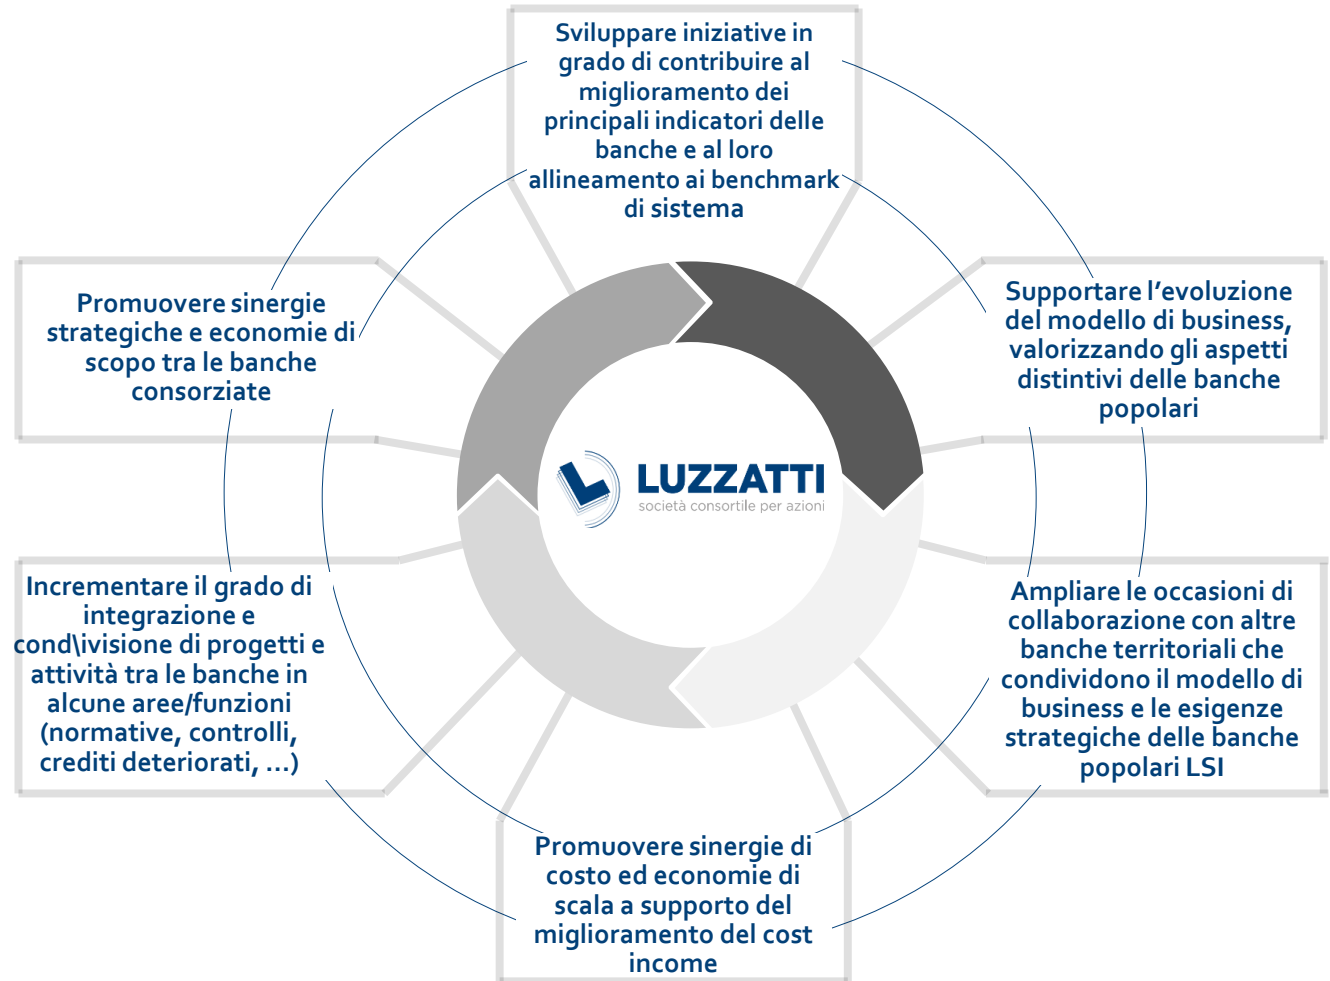 Sviluppare iniziative in
grado di contribuire al
miglioramento dei
principali indicatori delle
banche e al loro
allineamento ai benchmark
di sistema
Promuovere sinergie
strategiche e economie di
scopo tra le banche
consorziate
Supportare l’evoluzione
del modello di business,
valorizzando gli aspetti
distintivi delle banche
popolari
LUZZATTI
società consortile per azioni
Incrementare il grado di
integrazione e
cond\ivisione di progetti e
attività tra le banche in
alcune aree/funzioni
(normative, controlli,
crediti deteriorati, ...)
Ampliare le occasioni di
collaborazione con altre
banche territoriali che
condividono il modello di
business e le esigenze
strategiche delle banche
popolari LSI
Promuovere sinergie di
costo ed economie di
scala a supporto del
miglioramento del cost
income